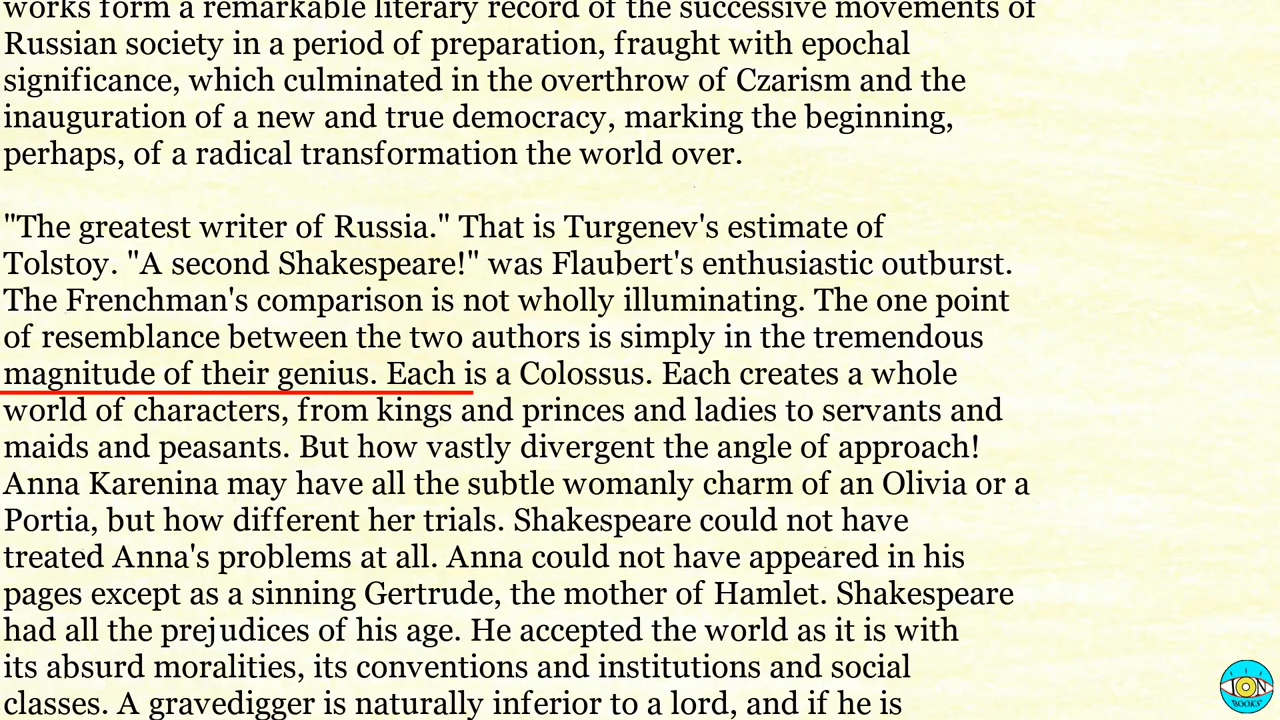 works form a remarkable literary record of the successive movements of
Russian society in a period of preparation, fraught with epochal
significance, which culminated in the overthrow of Czarism and the
inauguration of a new and true democracy, marking the beginning,
perhaps, of a radical transformation the world over.
"The greatest writer of Russia." That is Turgenev's estimate of
Tolstoy. "A second Shakespeare!" was Flaubert's enthusiastic outburst.
The Frenchman's comparison is not wholly illuminating. The one point
of resemblance between the two authors is simply in the tremendous
magnitude of their genius. Each is a Colossus. Each creates a whole
world of characters, from kings and princes and ladies to servants and
maids and peasants. But how vastly divergent the angle of approach!
Anna Karenina may have all the subtle womanly charm of an Olivia or a
Portia, but how different her trials. Shakespeare could not have
treated Anna's problems at all. Anna could not have appeared in his
pages except as a sinning Gertrude, the mother of Hamlet. Shakespeare
had all the prejudices of his age. He accepted the world as it is with
its absurd moralities, its conventions and institutions and social
classes. A gravedigger is naturally inferior to a lord, and if he is
ION
BOOKS